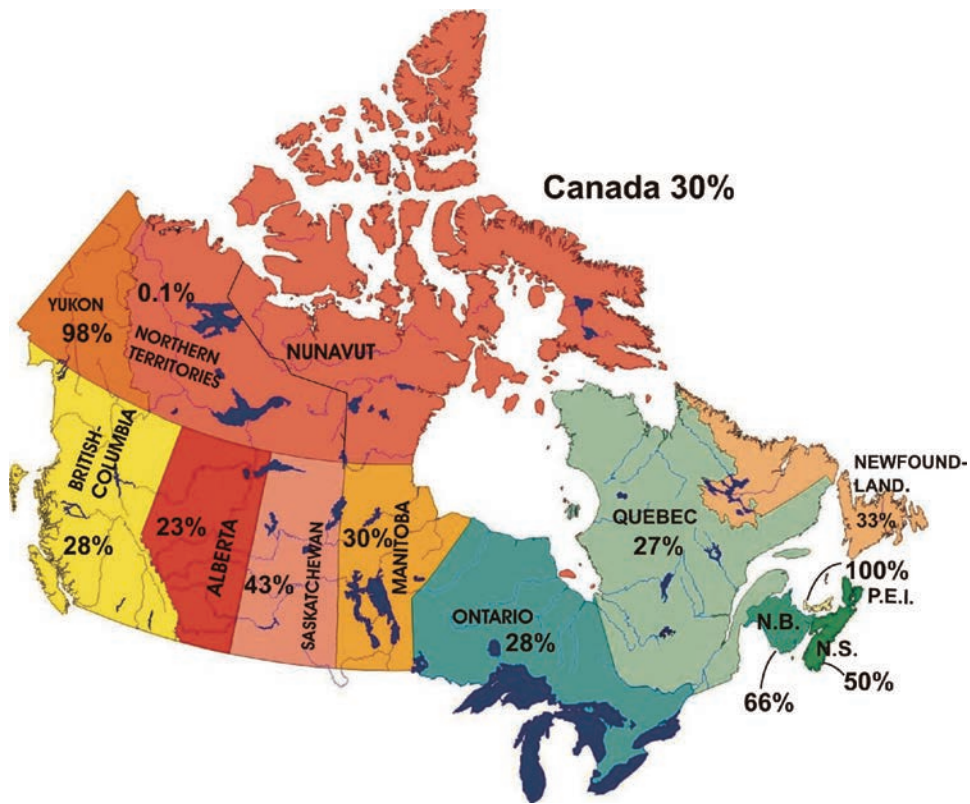 Canada 30%
YUKON
98%
0.1%
NORTHERN
TERRITORIES
NUNAVUT
BRITISH-
COLUMBIA
28%
23%
ALBERTA
43%
SASKATCHEWAN
30%
MANITOBA
ONTARIO
28%
QUEBEC
27%
NEWFOUND-
LAND.
33%
100%
P.E.I.
N.B.
N.S.
66%
50%